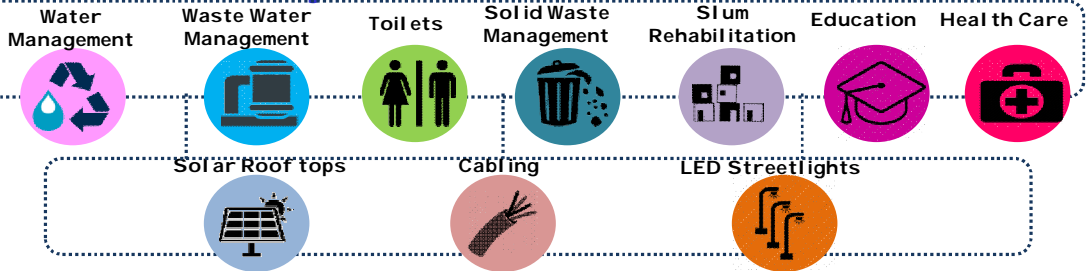 Water
Management
Waste Water
Management
Toilets
Solid Waste
Management
Slum
Rehabilitation
Education
Health Care
Solar Roof tops
Cabling
LED Streetlights